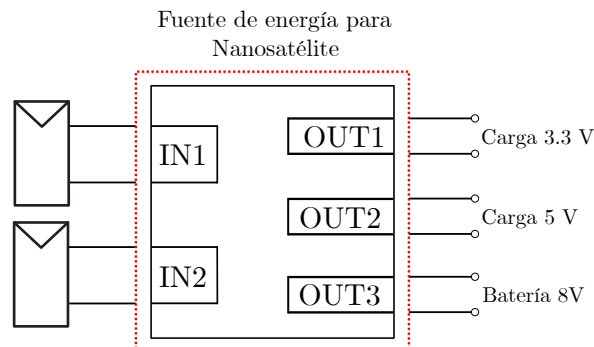 Fuente de energía para
Nanosatélite
IN1
OUT1
Carga 3.3 V
OUT2
Carga 5 V
IN2
OUT3
Batería 8V